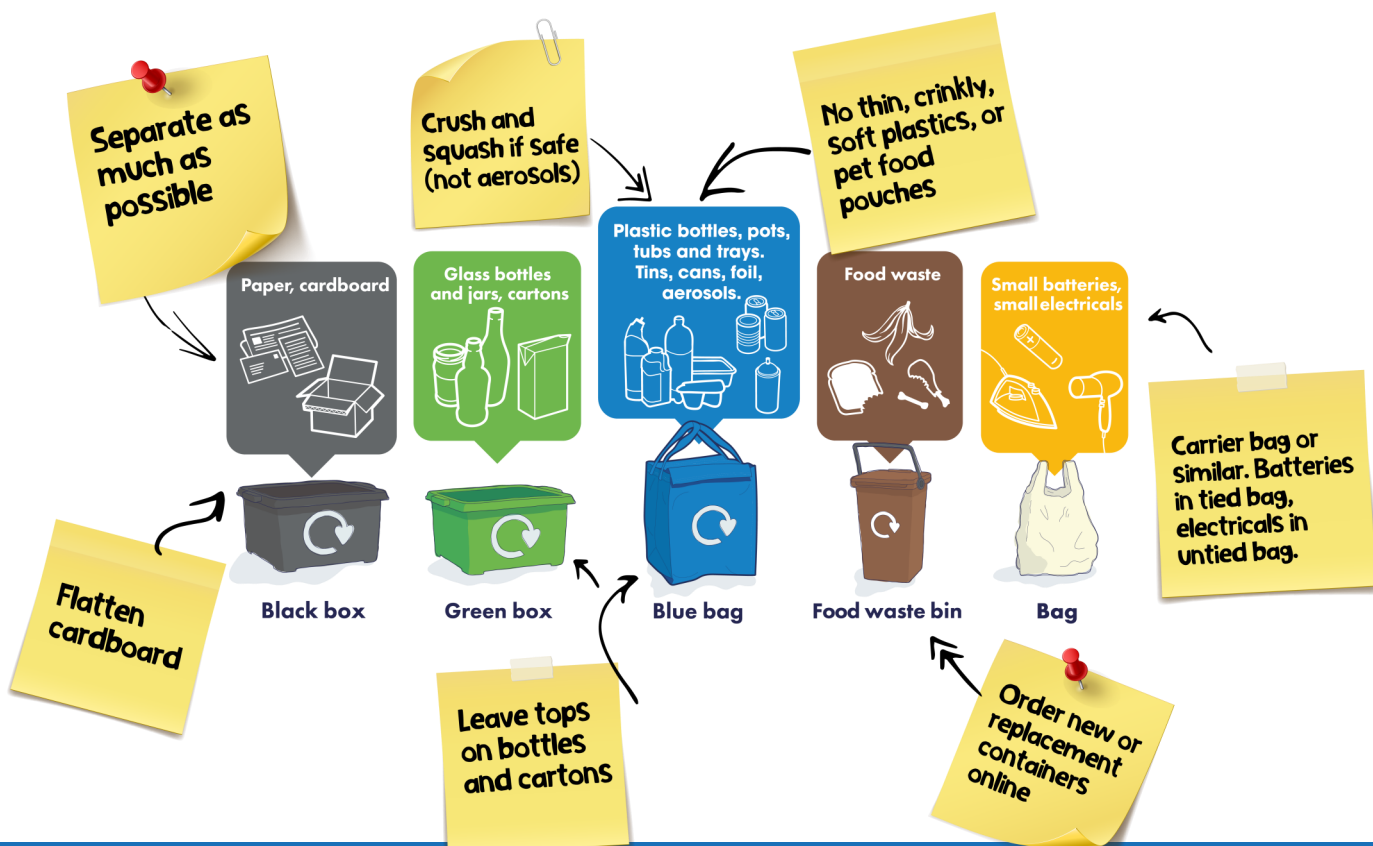 Separate as
much as
possible
Crush and
squash if safe
(not aerosols)
No thin, crinkly,
soft plastics, or
pet food
pouches
Paper, cardboard
Glass bottles
and jars, cartons
Plastic bottles, pots,
tubs and trays.
Tins, cans, foil,
aerosols.
Food waste
Small batteries,
small electricals
Carrier bag or
similar. Batteries
in tied bag,
electricals in
untied bag.
Flatten
cardboard
Black box
Green box
Blue bag
Food waste bin
Bag
Leave tops
on bottles
and cartons
Order new or
replacement
containers
online